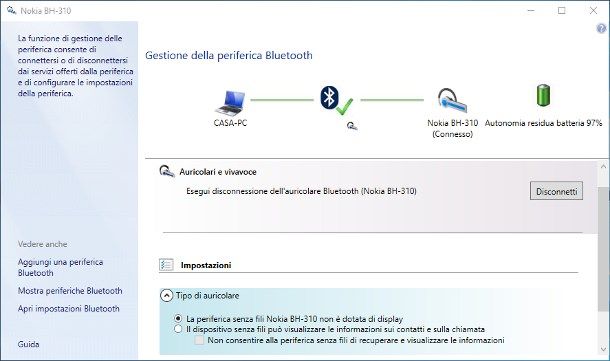 Nokia BH-310
La funzione di gestione delle
periferica consente di
connettersi o di disconnettersi
dai servizi offerti dalla periferica
e di configurare le impostazioni
della periferica.
Gestione della periferica Bluetooth
CASA-PC
Nokia BH-310
(Connesso)
Autonomia residua batteria 97%
Auricolari e vivavoce
Esegui disconnessione dell'auricolare Bluetooth (Nokia BH-310)
Disconnetti
Vedere anche
Aggiungi una periferica
Bluetooth
Mostra periferiche Bluetooth
Apri impostazioni Bluetooth
Guida
Impostazioni
Tipo di auricolare
La periferica senza fili Nokia BH-310 non è dotata di display
Il dispositivo senza fili può visualizzare le informazioni sui contatti e sulla chiamata
Non consentire alla periferica senza fili di recuperare e visualizzare le informazioni